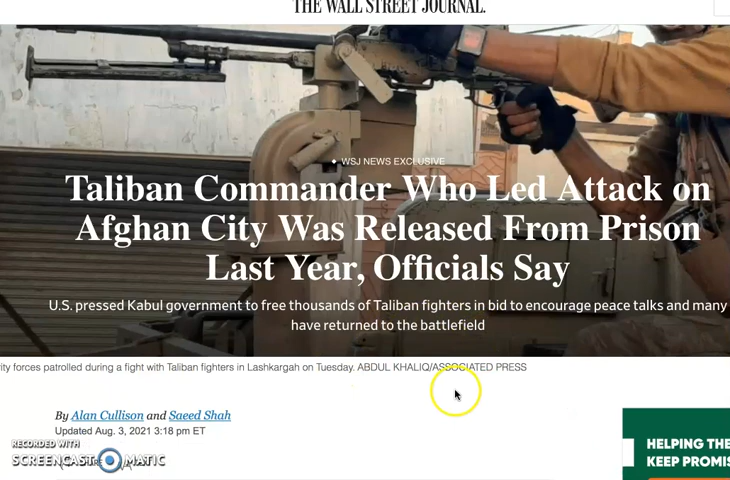 THE WALL STREET JOURNAL.
WSJ NEWS EXCLUSIVE
Taliban Commander Who Led Attack on
Afghan City Was Released From Prison
Last Year, Officials Say
U.S. pressed Kabul government to free thousands of Taliban fighters in bid to encourage peace talks and many
have returned to the battlefield
ity forces patrolled during a fight with Taliban fighters in Lashkargah on Tuesday. ABDUL KHALIQ/ASSOCIATED PRESS
By Alan Cullison and Saeed Shah
Updated Aug. 3, 2021 3:18 pm ET
HELPING THE
KEEP PROMIS
RECORDED WITH
SCREENCAST MATIC